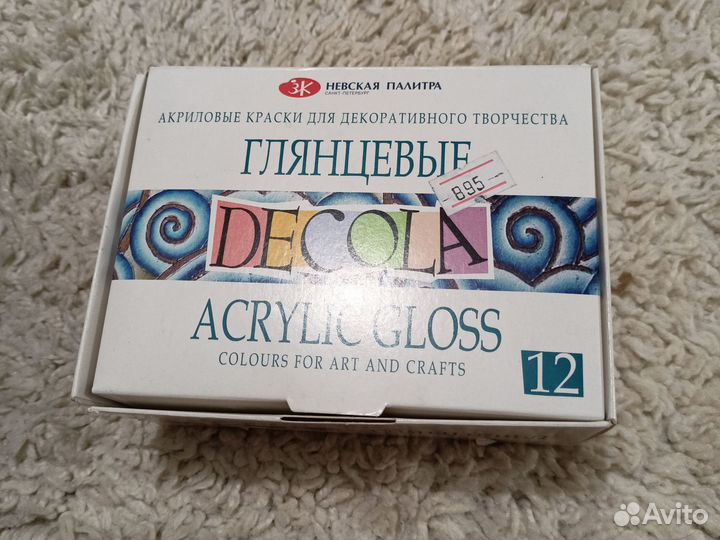 ЗК НЕВСКАЯ ПАЛИТРА
САНКТ-ПЕТЕРБУРГ
АКРИЛОВЫЕ КРАСКИ ДЛЯ ДЕКОРАТИВНОГО ТВОРЧЕСТВА
ГЛЯНЦЕВЫЕ
895
DECOLA
ACRYLIC GLOSS
COLOURS FOR ART AND CRAFTS
12
Avito